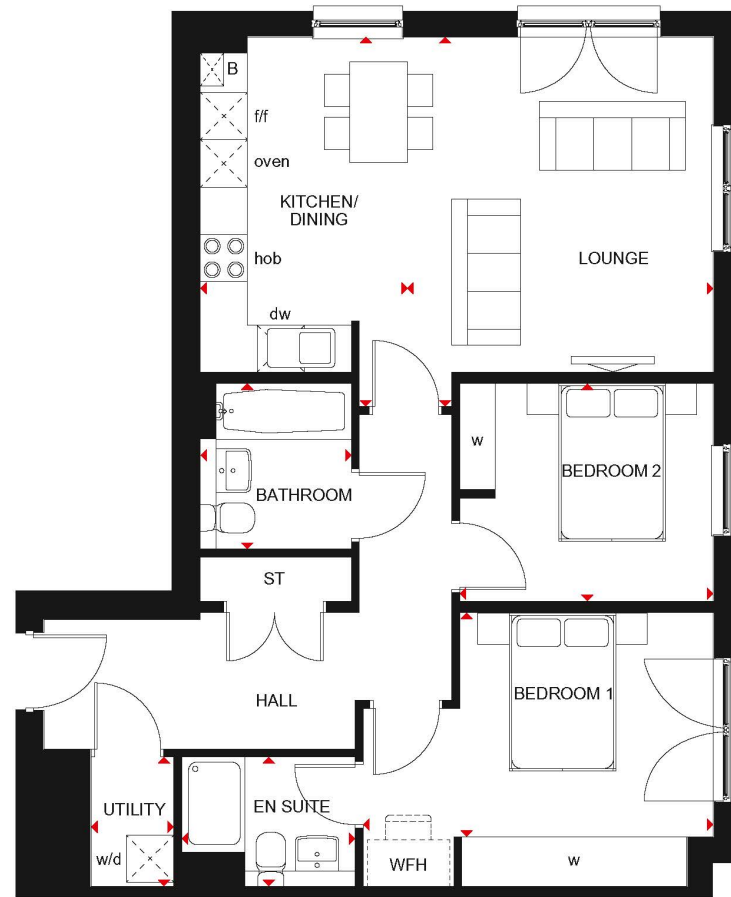 B
f/f
oven
KITCHEN/
DINING
hob
LOUNGE
dw
w
BEDROOM 2
BATHROOM
ST
HALL
BEDROOM 1
UTILITY
EN SUITE
w/d
WFH
w